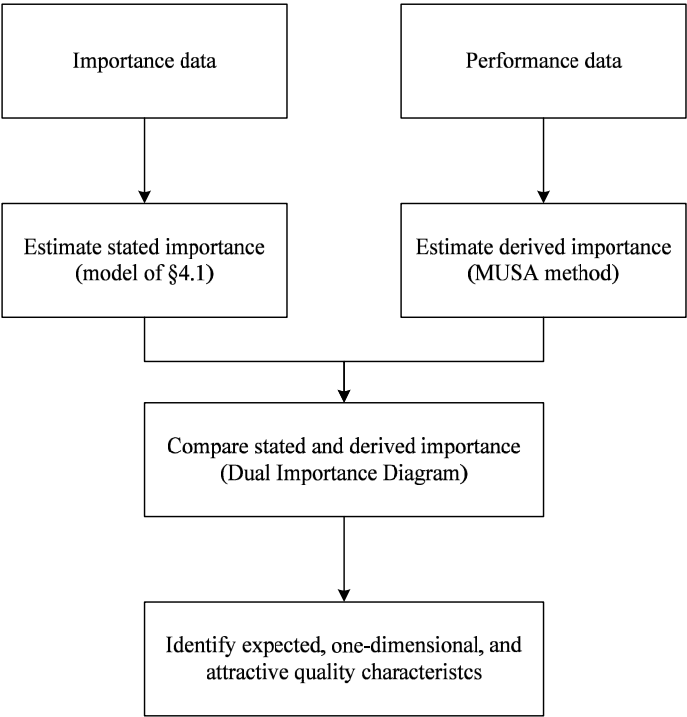 Importance data
Performance data
Estimate stated importance
(model of §4.1)
Estimate derived importance
(MUSA method)
Compare stated and derived importance
(Dual Importance Diagram)
Identify expected, one-dimensional, and
attractive quality characteristcs